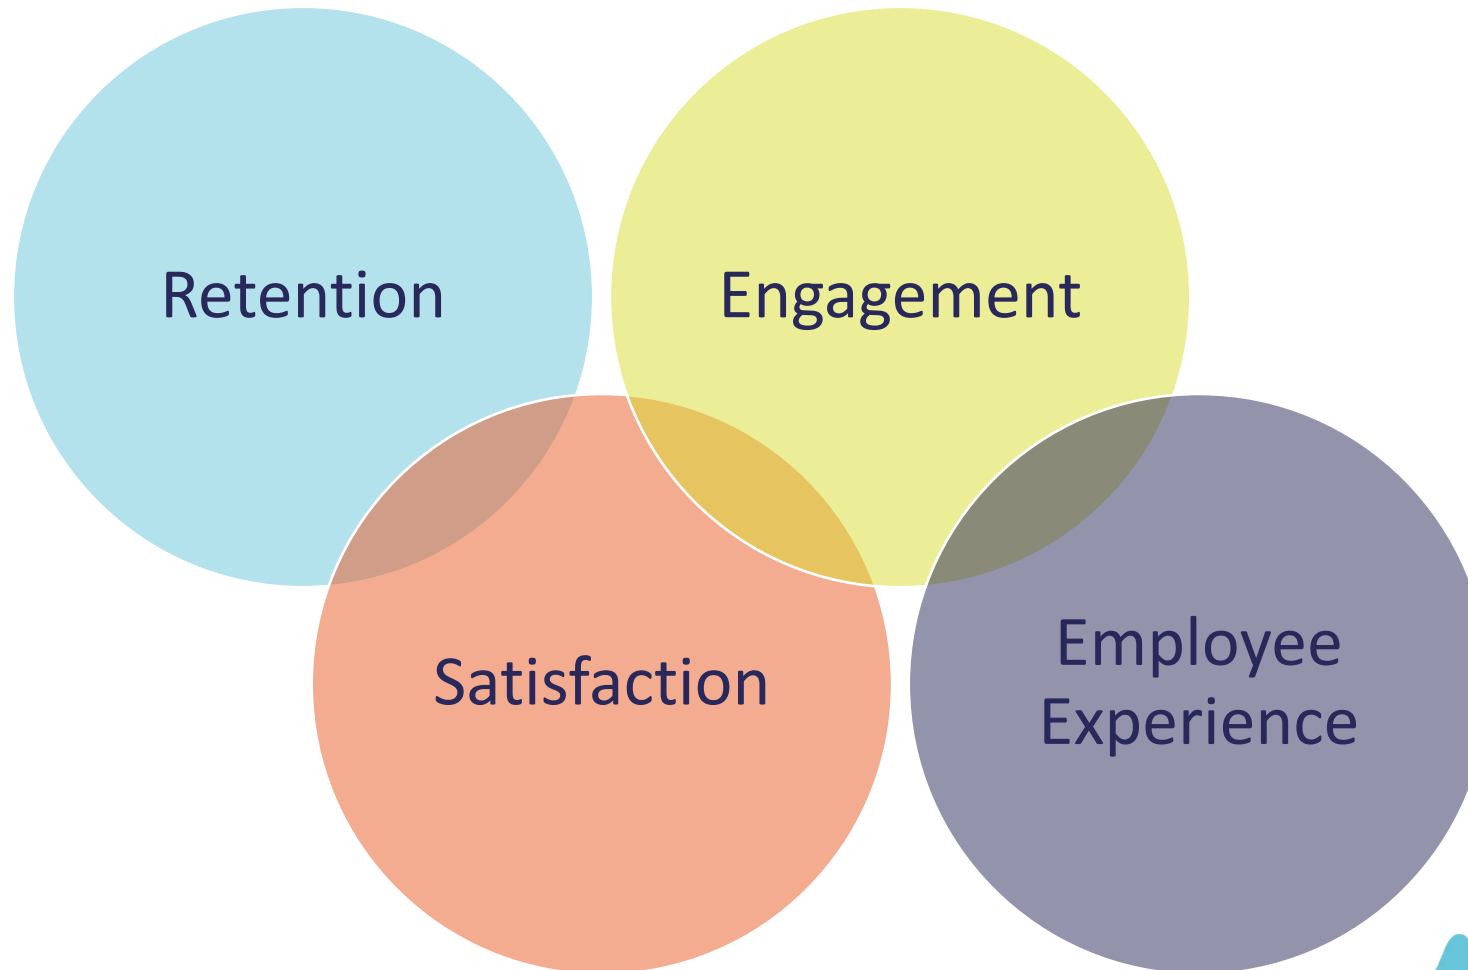 Retention
Engagement
Satisfaction
Employee
Experience